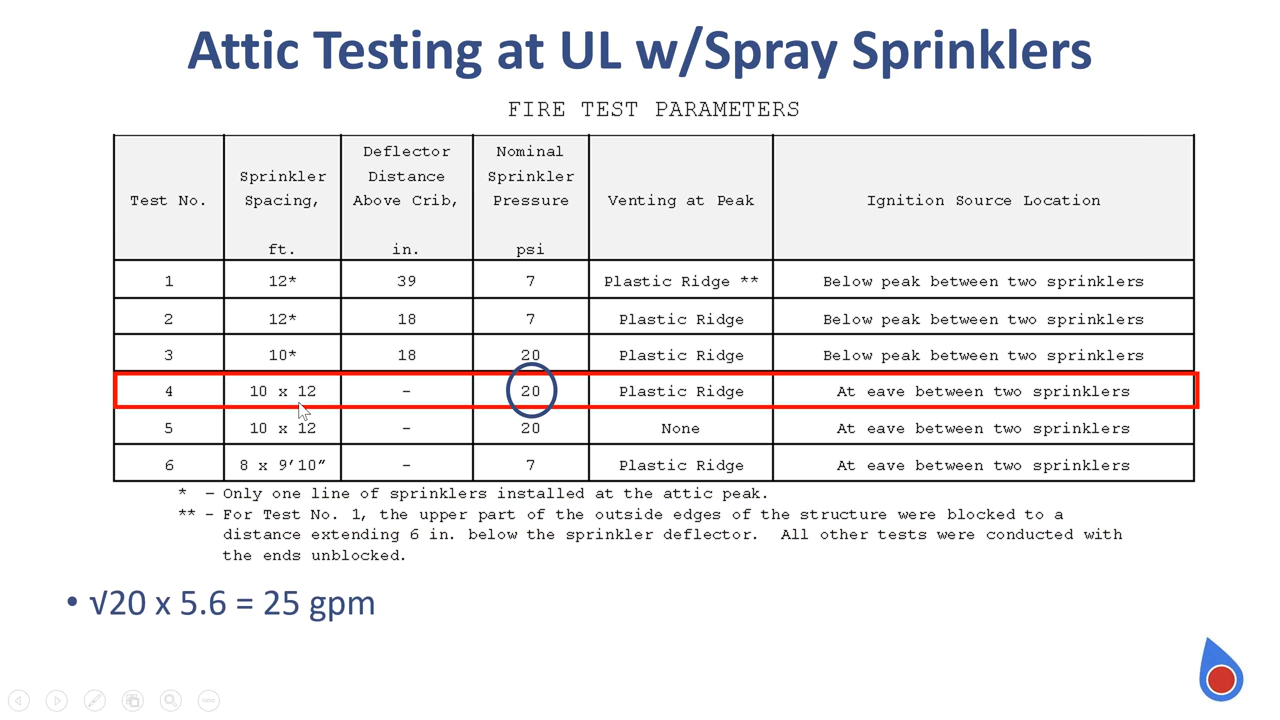 Attic Testing at UL w/Spray Sprinklers
FIRE TEST PARAMETERS
Test No. Sprinkler Spacing, ft. Deflector Distance Above Crib, in. Nominal Sprinkler Pressure psi Venting at Peak Ignition Source Location
1 12* 39 7 Plastic Ridge ** Below peak between two sprinklers
2 12* 18 7 Plastic Ridge Below peak between two sprinklers
3 10* 18 20 Plastic Ridge Below peak between two sprinklers
4 10 x 12 - 20 Plastic Ridge At eave between two sprinklers
5 10 x 12 - 20 None At eave between two sprinklers
6 8 x 9’10” - 7 Plastic Ridge At eave between two sprinklers
* – Only one line of sprinklers installed at the attic peak.
** – For Test No. 1, the upper part of the outside edges of the structure were blocked to a
distance extending 6 in. below the sprinkler deflector. All other tests were conducted with
the ends unblocked.
• √20 x 5.6 = 25 gpm